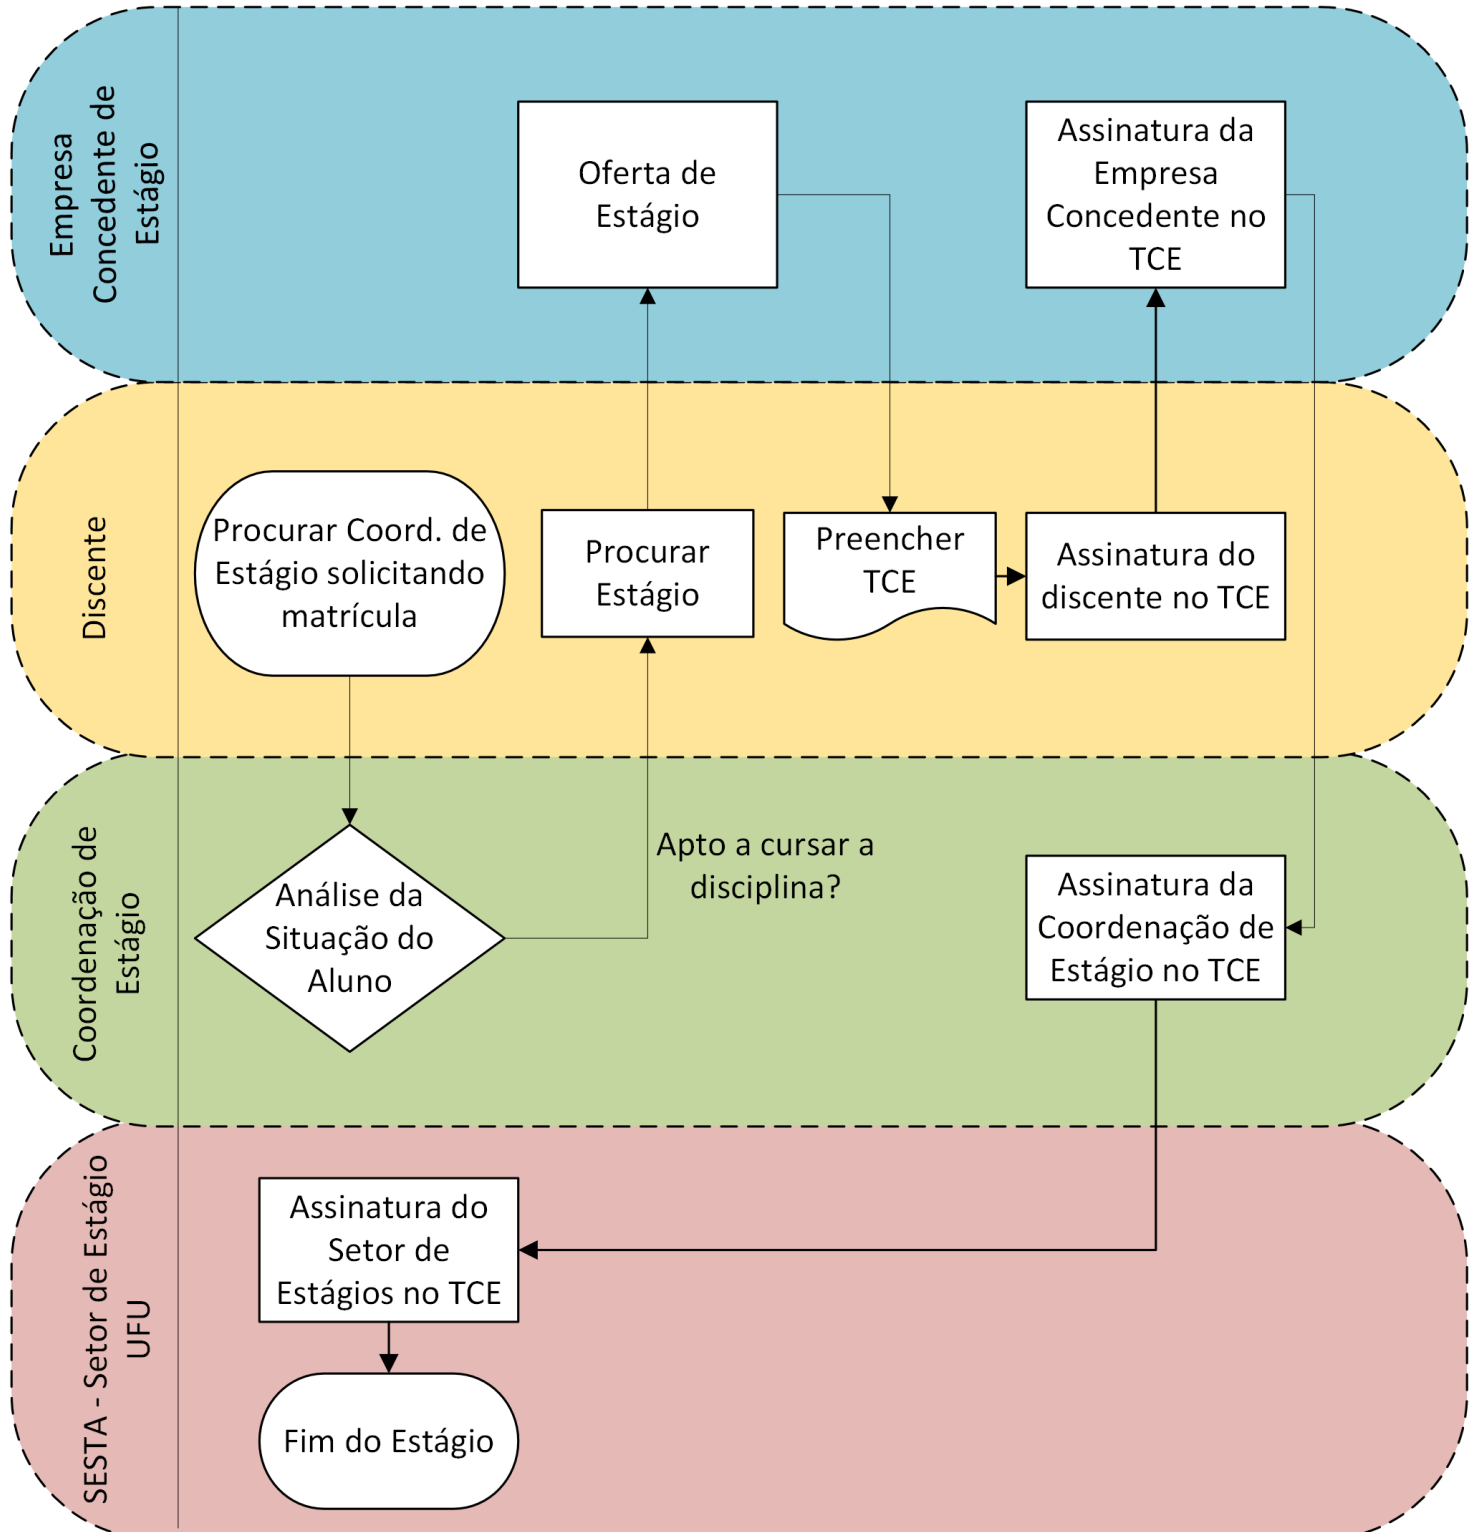 Empresa
Concedente de
Estágio
Oferta de
Estágio
Assinatura da
Empresa
Concedente no
TCE
Discente
Procurar Coord. de
Estágio solicitando
matrícula
Procurar
Estágio
Preencher
TCE
Assinatura do
discente no TCE
Coordenação de
Estágio
Análise da
Situação do
Aluno
Apto a cursar a
disciplina?
Assinatura da
Coordenação de
Estágio no TCE
SESTA - Setor de Estágio
UFU
Assinatura do
Setor de
Estágios no TCE
Fim do Estágio